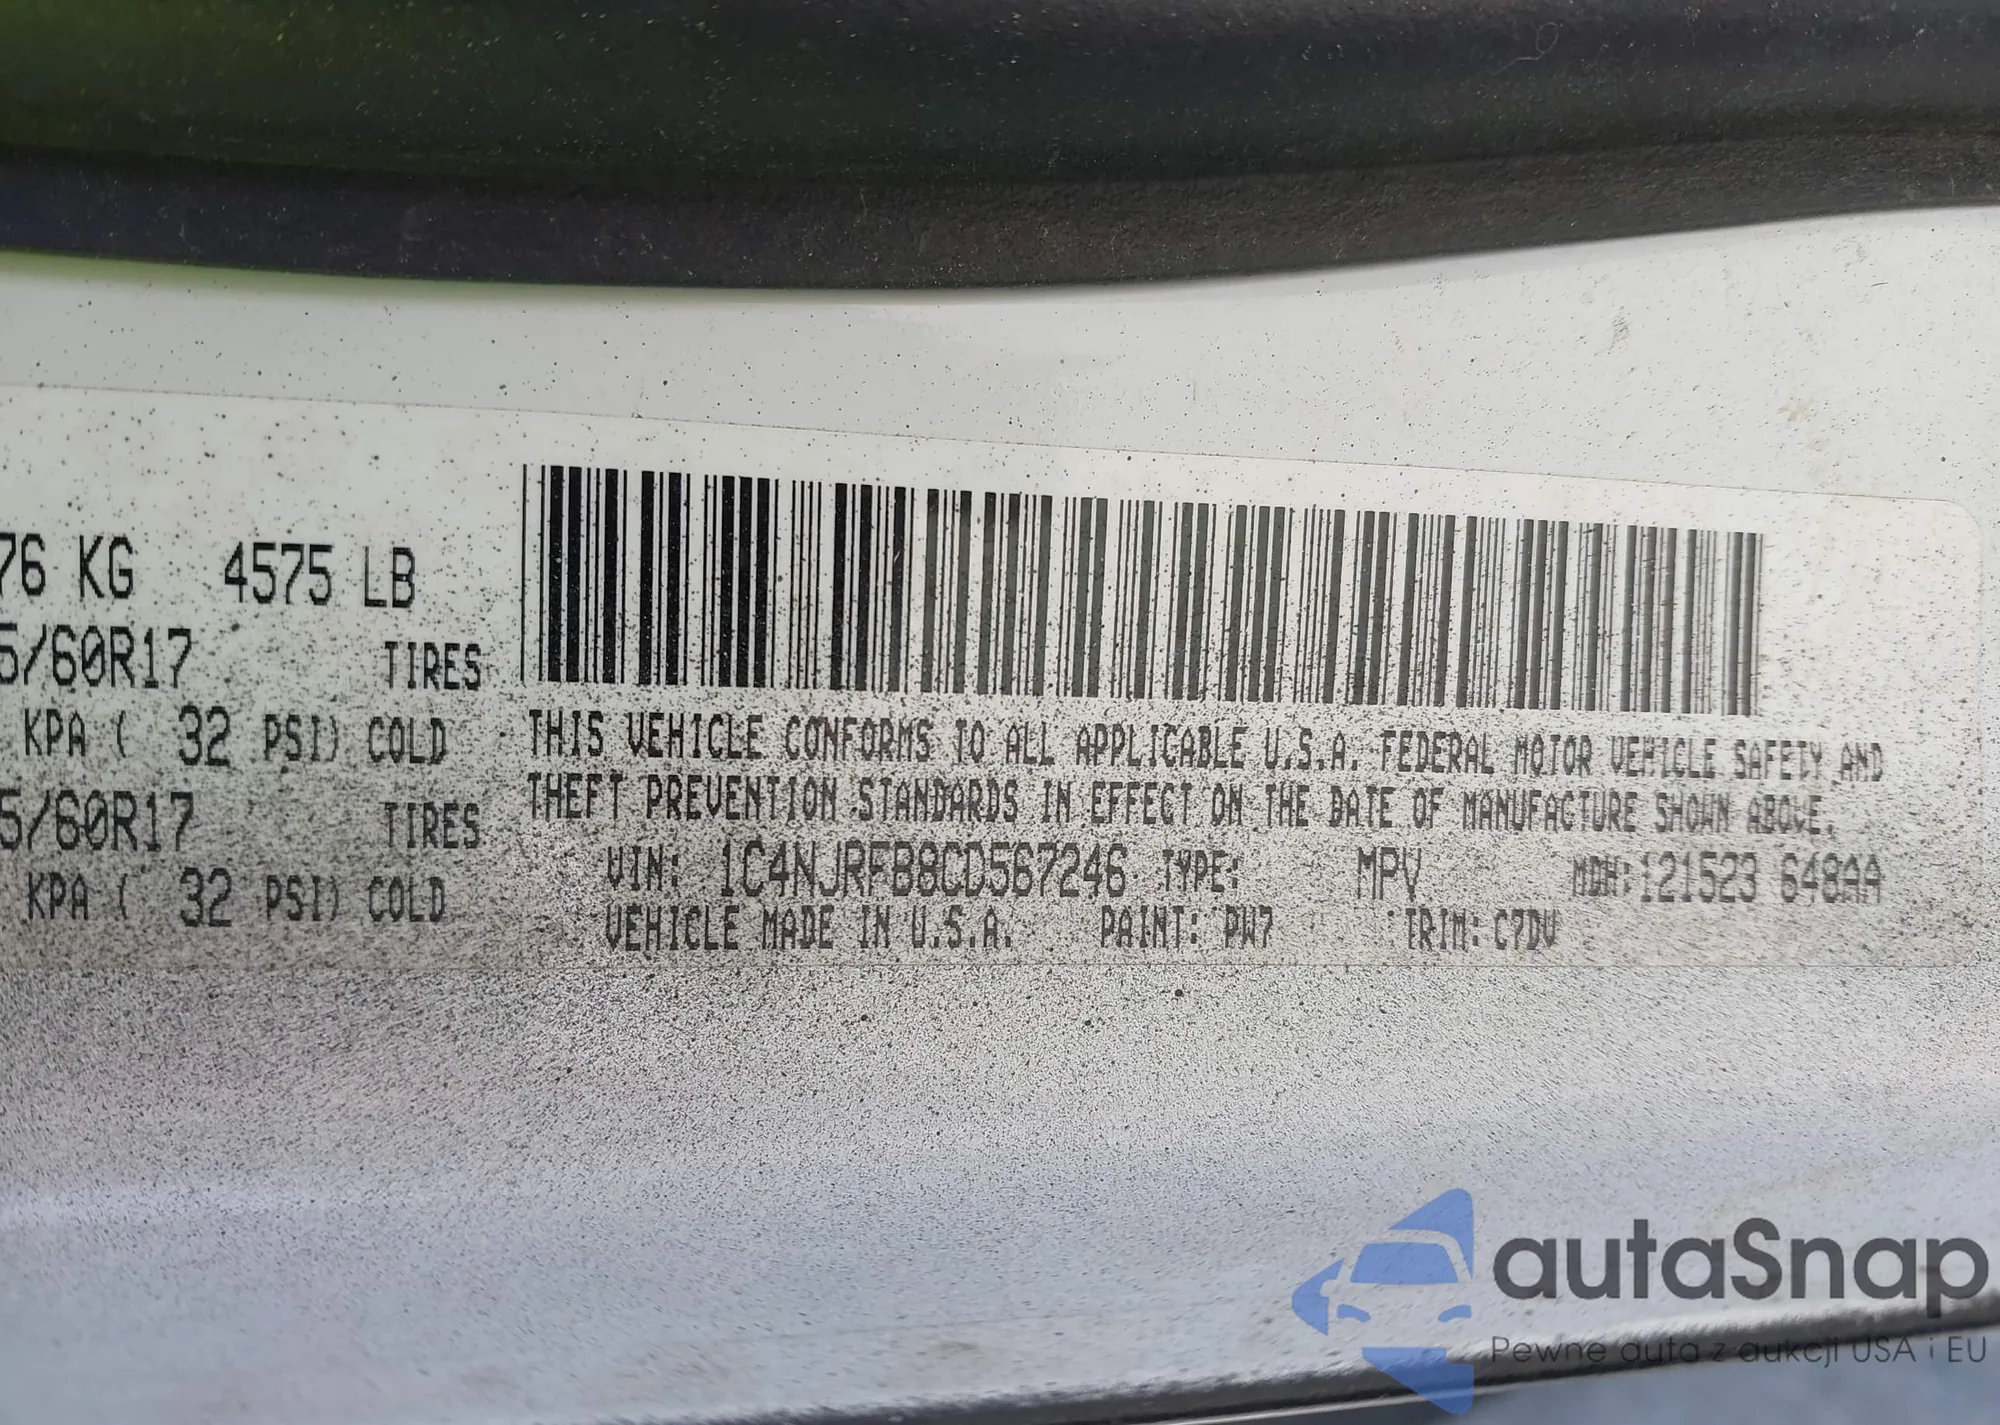 76 KG 4575 LB
5/60R17 TIRES
KPA ( 32 PSI) COLD
5/60R17 TIRES
KPA ( 32 PSI) COLD
THIS VEHICLE CONFORMS TO ALL APPLICABLE U.S.A. FEDERAL MOTOR VEHICLE SAFETY AND
THEFT PREVENTION STANDARDS IN EFFECT ON THE DATE OF MANUFACTURE SHOWN ABOVE.
VIN: 1C4NJRFB8CD567246 TYPE: MPV MDH:121523 648AA
VEHICLE MADE IN U.S.A. PAINT: PW7 TRIM: C7DV
autaSnap
Pewne auta z aukcji USA i EU